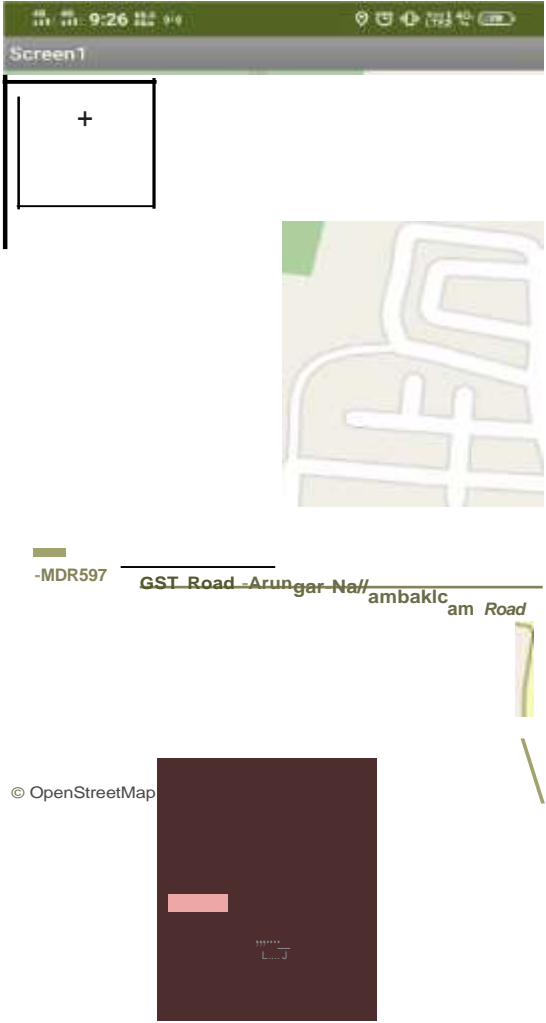 9:26
Screen1
+
-MDR597
GST Road -Arungar-Na// ambaklc am Road
© OpenStreetMap